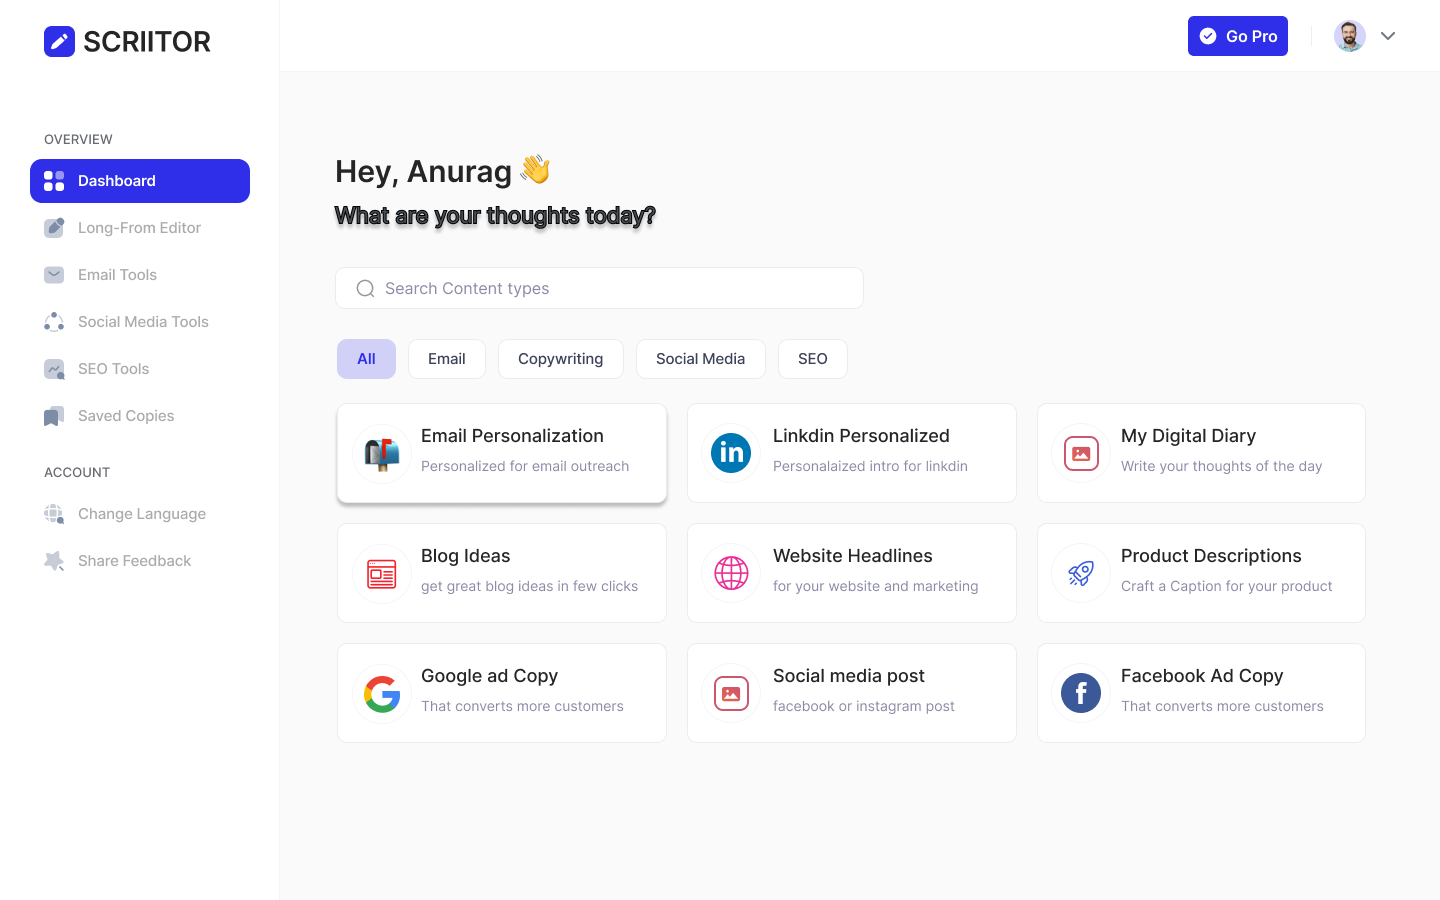 SCRIITOR
Go Pro
OVERVIEW
Dashboard
Long-From Editor
Email Tools
Social Media Tools
SEO Tools
Saved Copies
ACCOUNT
Change Language
Share Feedback
Hey, Anurag
What are your thoughts today?
Search Content types
All Email Copywriting Social Media SEO
Email Personalization
Personalized for email outreach
in
Linkdin Personalized
Personalaized intro for linkdin
My Digital Diary
Write your thoughts of the day
Blog Ideas
get great blog ideas in few clicks
Website Headlines
for your website and marketing
Product Descriptions
Craft a Caption for your product
G
Google ad Copy
That converts more customers
Social media post
facebook or instagram post
f
Facebook Ad Copy
That converts more customers